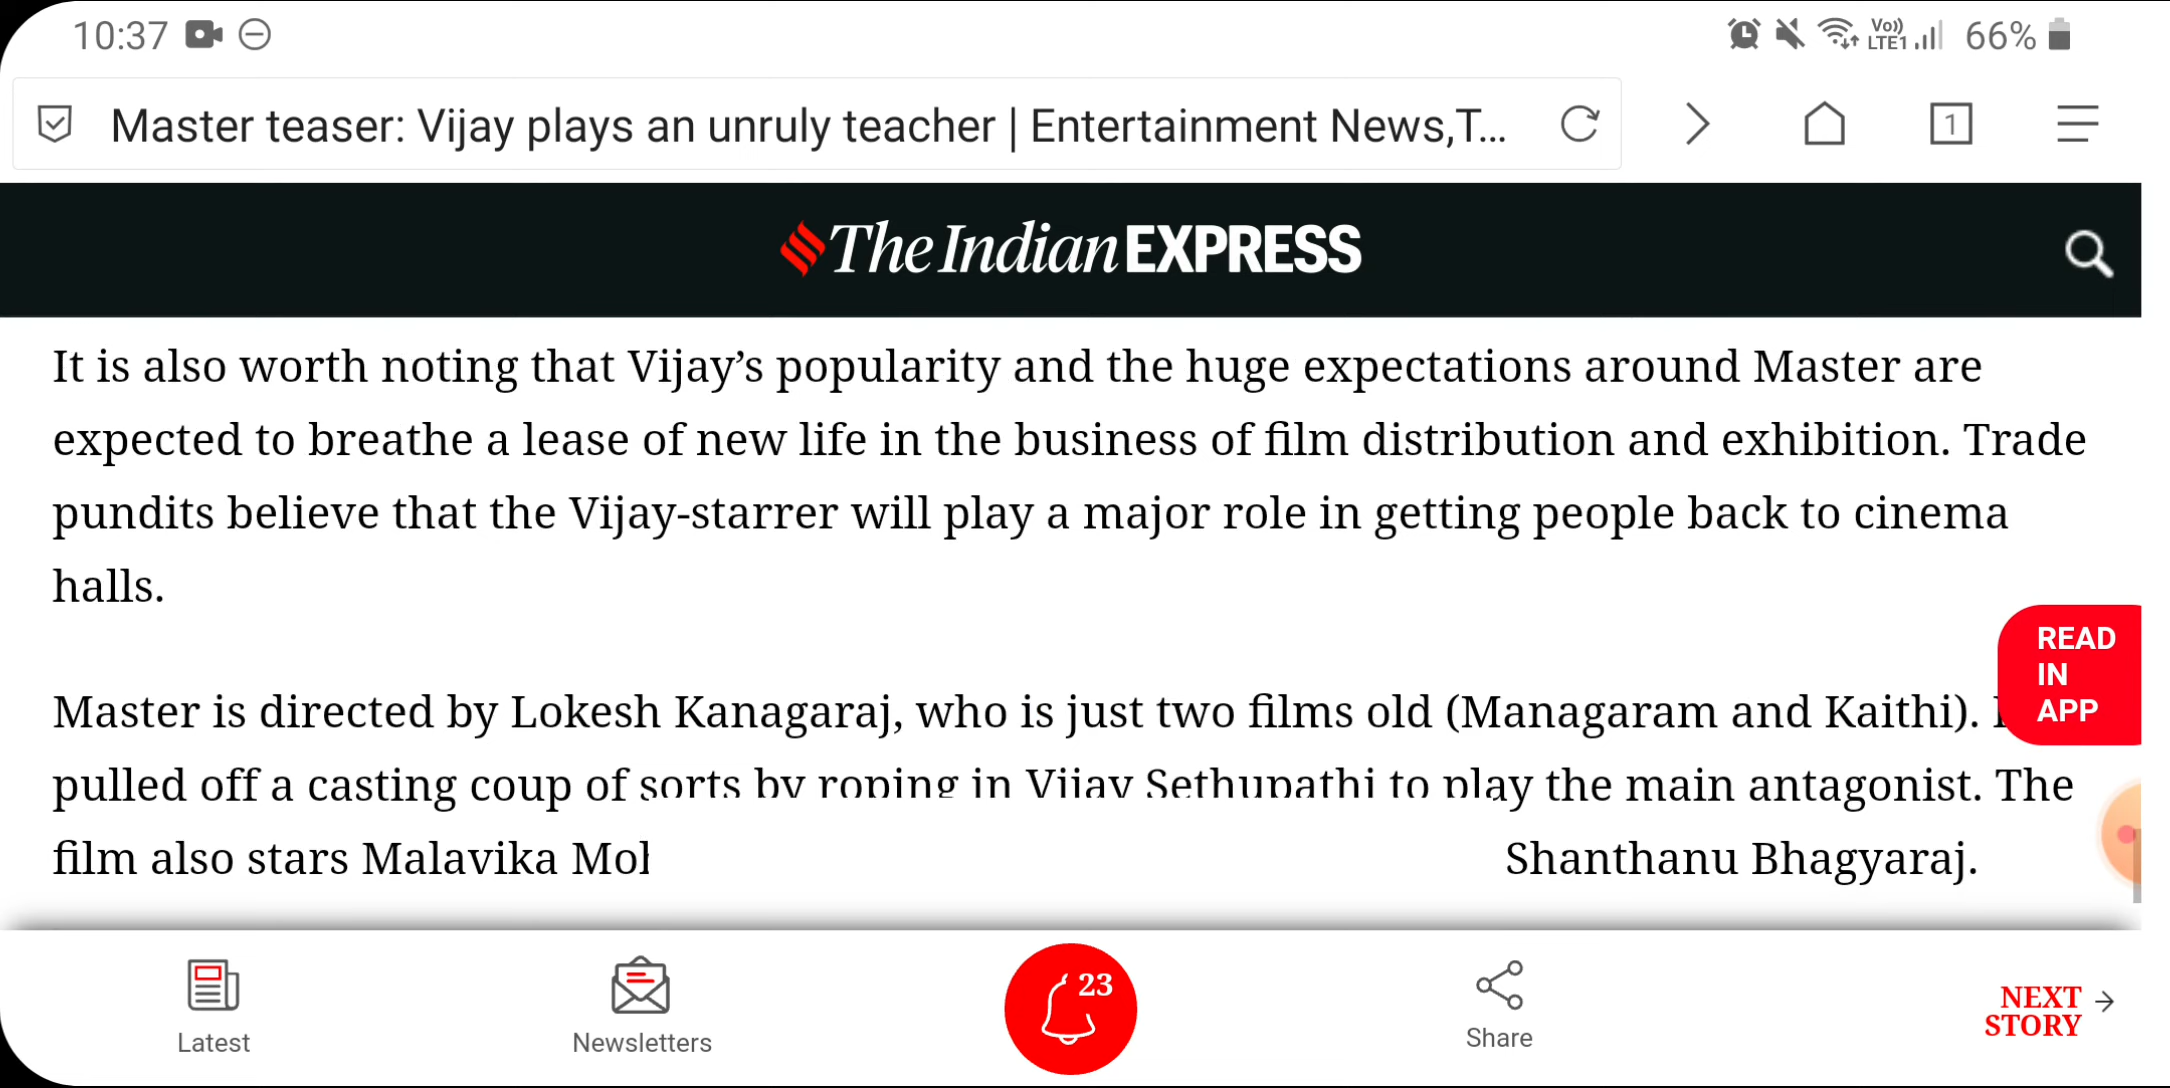 10:37
Vo)) LTE1 66%
Master teaser: Vijay plays an unruly teacher | Entertainment News,T...
1
The Indian EXPRESS
It is also worth noting that Vijay’s popularity and the huge expectations around Master are
expected to breathe a lease of new life in the business of film distribution and exhibition. Trade
pundits believe that the Vijay-starrer will play a major role in getting people back to cinema
halls.
READ
IN
APP
Master is directed by Lokesh Kanagaraj, who is just two films old (Managaram and Kaithi).
pulled off a casting coup of sorts by roping in Vijay Sethupathi to play the main antagonist. The
film also stars Malavika Shanthanu Bhagyaraj.
Latest
Newsletters
23
Share
NEXT
STORY